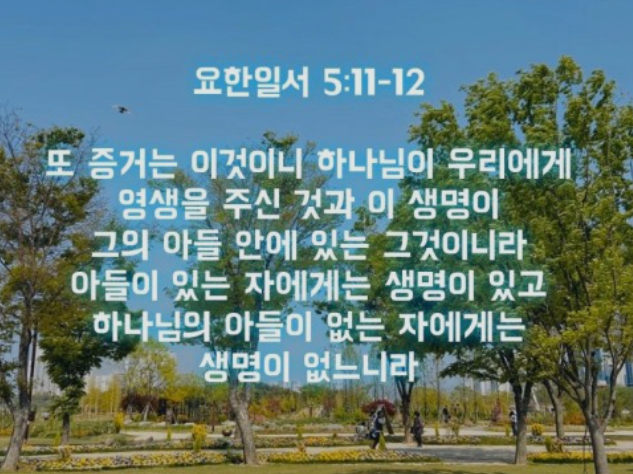 요한일서 5:11-12
또 증거는 이것이니 하나님이 우리에게
영생을 주신 것과 이 생명이
그의 아들 안에 있는 그것이니라
아들이 있는 자에게는 생명이 있고
하나님의 아들이 없는 자에게는
생명이 없느니라